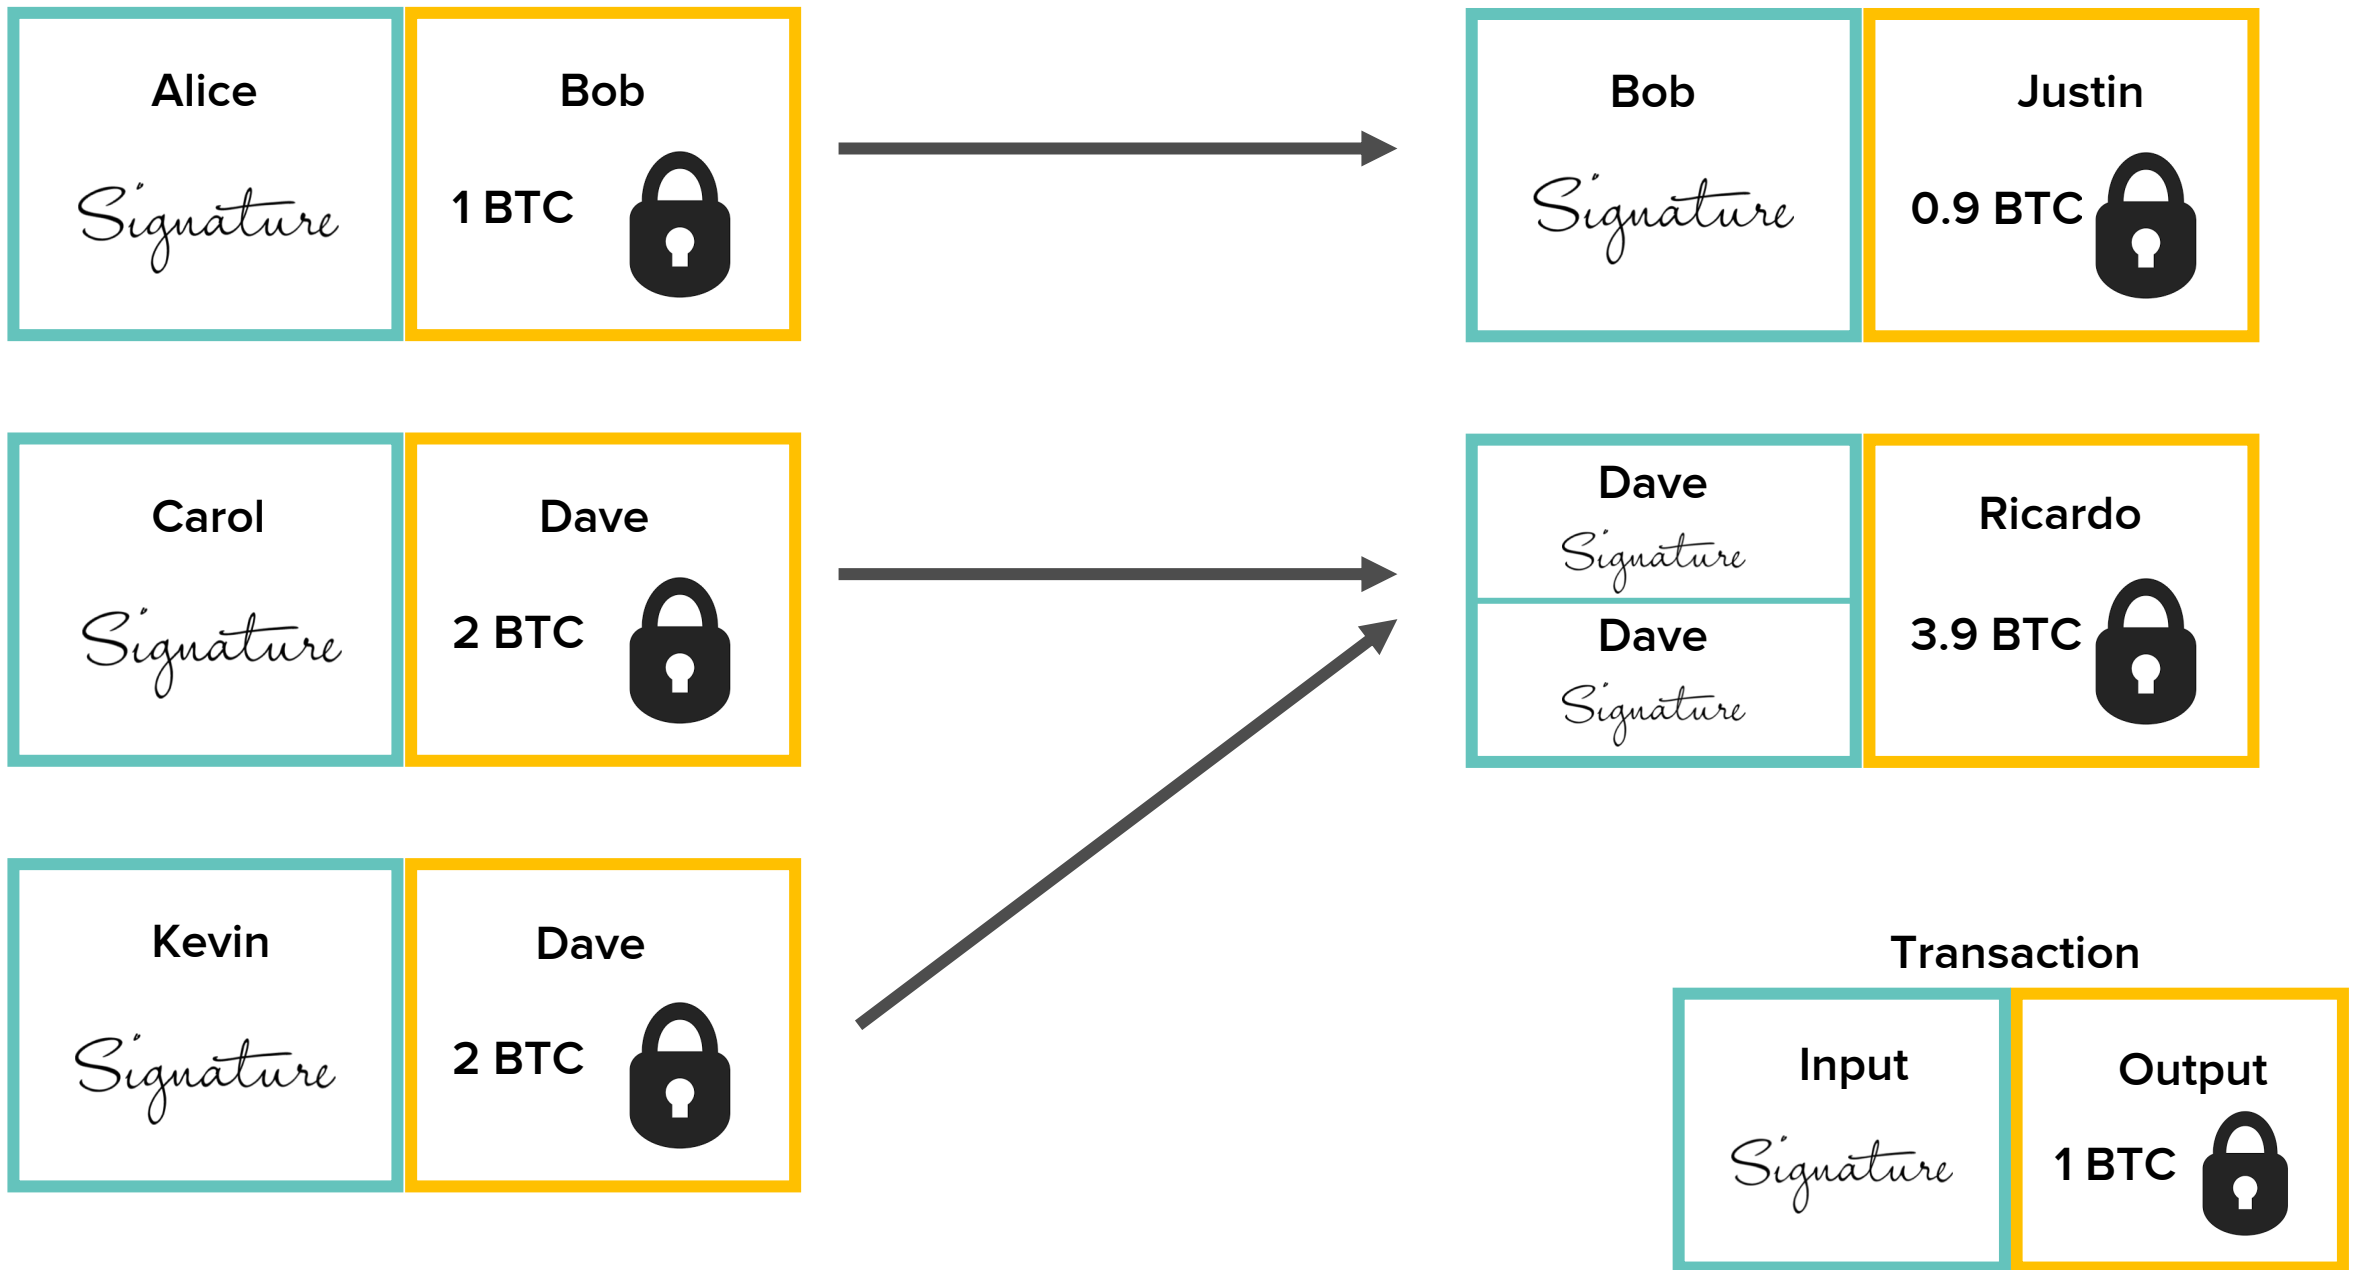 Alice
Bob
Signature
1 BTC
Bob
Justin
Signature
0.9 BTC
Carol
Dave
Signature
2 BTC
Dave
Signature
Dave
Signature
Ricardo
3.9 BTC
Kevin
Dave
Signature
2 BTC
Transaction
Input
Output
Signature
1 BTC